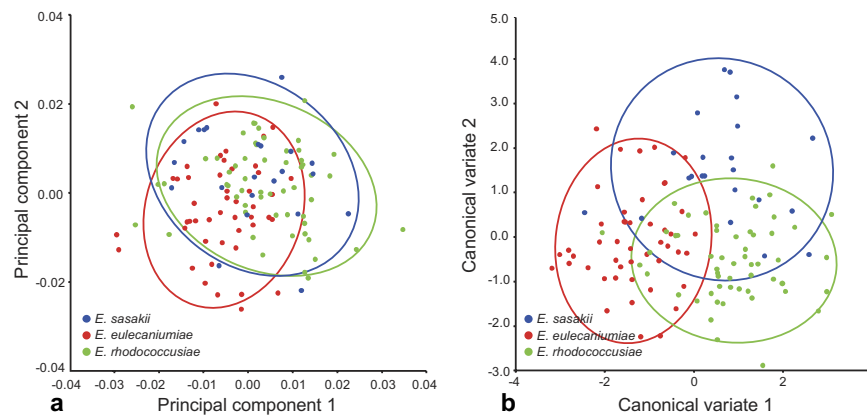 0.04
0.02
0.00
-0.02
-0.04
Principal component 2
E. sasakii
E. eulecaniumiae
E. rhodococcusiae
-0.04 -0.03 -0.02 -0.01 0.00 0.01 0.02 0.03 0.04
a Principal component 1
5.0
4.0
3.0
2.0
1.0
0.0
-1.0
-2.0
-3.0
Canonical variate 2
E. sasakii
E. eulecaniumiae
E. rhodococcusiae
-4 -2 0 2
b Canonical variate 1